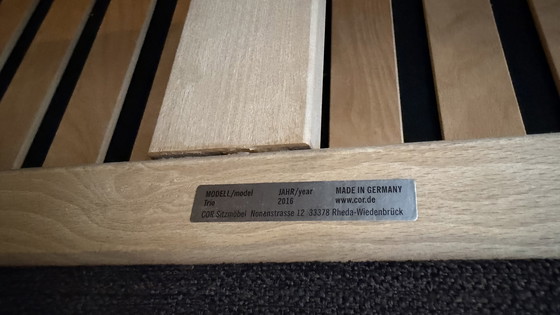 MODELL/model JAHR/year MADE IN GERMANY
Trio 2016 www.cor.de
COR Sitzmöbel Nonenstrasse 12 33378 Rheda-Wiedenbrück